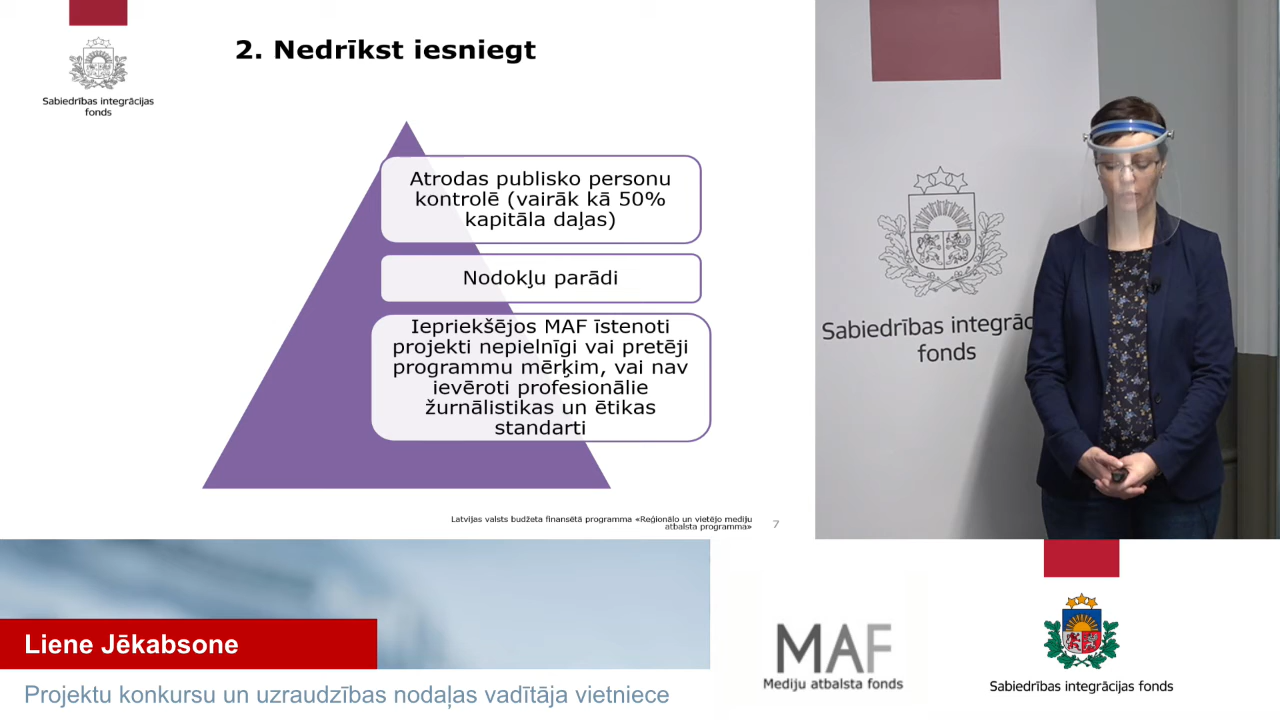 2. Nedrīkst iesniegt
Sabiedrības integrācijas
fonds
Atrodas publisko personu
kontrolē (vairāk kā 50%
kapitāla daļas)
Nodokļu parādi
Iepriekšējos MAF īstenoti
projekti nepielnīgi vai pretēji
programmu mērķim, vai nav
ievēroti profesionālie
žurnālistikas un ētikas
standarti
Latvijas valsts budžeta finansētā programma «Reģionālo un vietējo mediju
atbalsta programma»
7
Sabiedrības integrāc
fonds
Liene Jēkabsone
Projektu konkursu un uzraudzības nodaļas vadītāja vietniece
MAF
Mediju atbalsta fonds
Sabiedrības integrācijas fonds